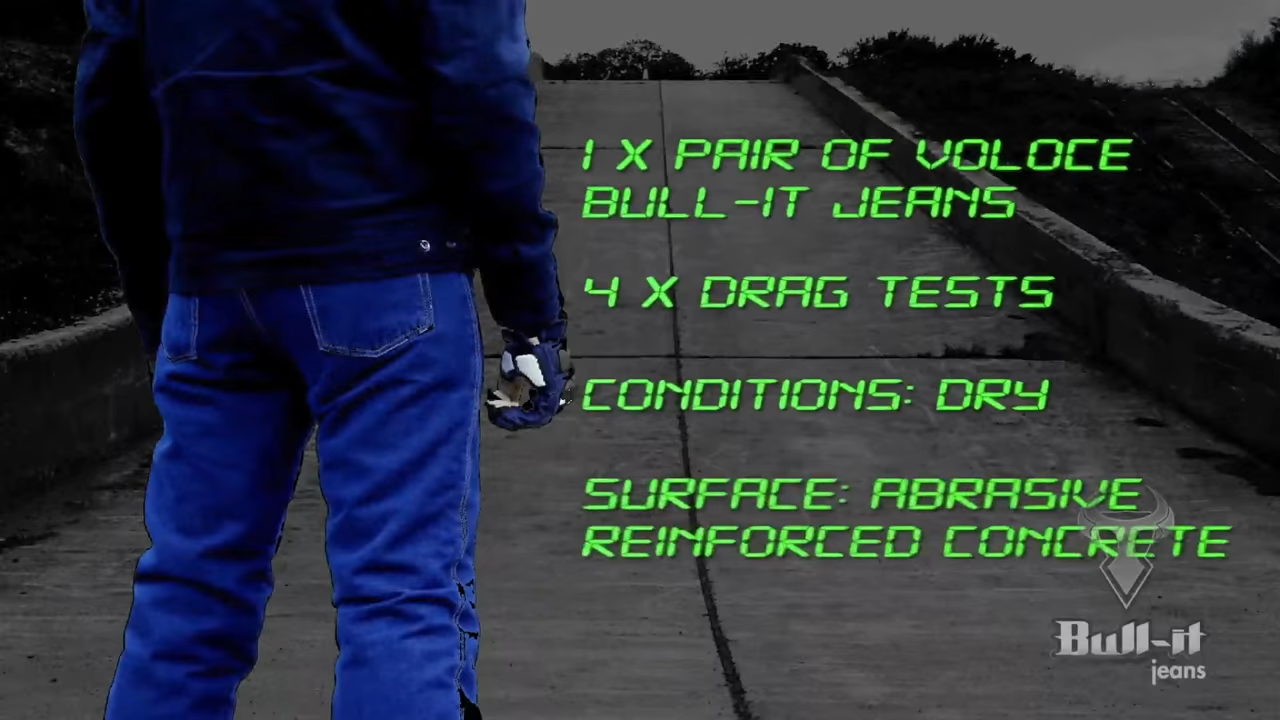 1 X PAIR OF VOLOCE
BULL-IT JEANS
4 X DRAG TESTS
CONDITIONS: DRY
SURFACE: ABRASIVE
REINFORCED CONCRETE
Bull-it
jeans